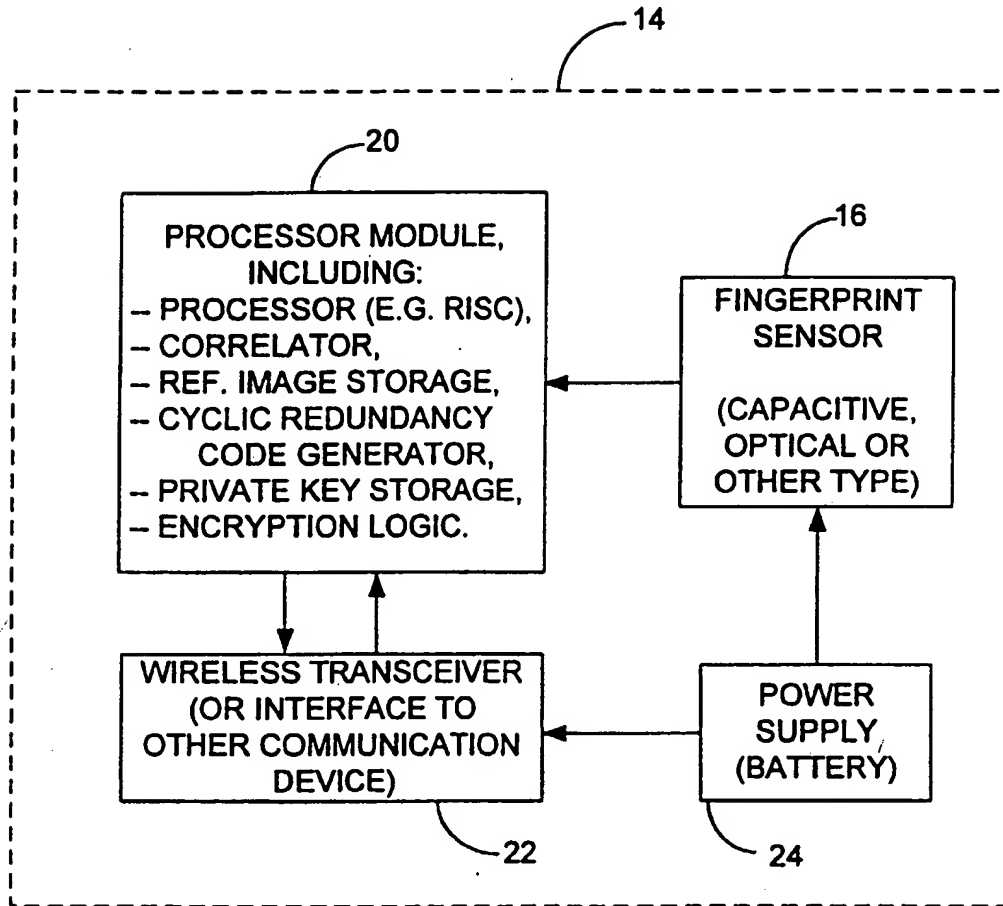 14
20
PROCESSOR MODULE,
INCLUDING:
– PROCESSOR (E.G. RISC),
– CORRELATOR,
– REF. IMAGE STORAGE,
– CYCLIC REDUNDANCY
CODE GENERATOR,
– PRIVATE KEY STORAGE,
– ENCRYPTION LOGIC.
16
FINGERPRINT
SENSOR
(CAPACITIVE,
OPTICAL OR
OTHER TYPE)
WIRELESS TRANSCEIVER
(OR INTERFACE TO
OTHER COMMUNICATION
DEVICE)
22
POWER
SUPPLY
(BATTERY)
24